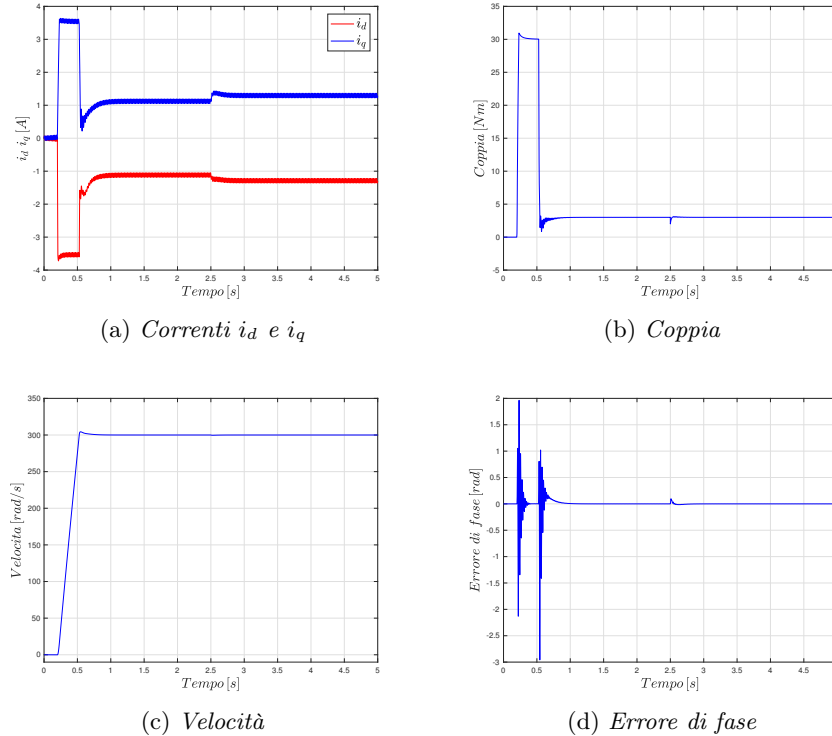 4
3
2
1
0
-1
-2
-3
-4
i_d i_q [A]
i_d
i_q
0 0.5 1 1.5 2 2.5 3 3.5 4 4.5 5
Tempo [s]
(a) Correnti i_d e i_q
35
30
25
20
15
10
5
0
-5
Coppia [Nm]
0 0.5 1 1.5 2 2.5 3 3.5 4 4.5 5
Tempo [s]
(b) Coppia
350
300
250
200
150
100
50
0
Velocita [rad/s]
0 0.5 1 1.5 2 2.5 3 3.5 4 4.5 5
Tempo [s]
(c) Velocità
2
1.5
1
0.5
0
-0.5
-1
-1.5
-2
-2.5
-3
Errore di fase [rad]
0 0.5 1 1.5 2 2.5 3 3.5 4 4.5 5
Tempo [s]
(d) Errore di fase